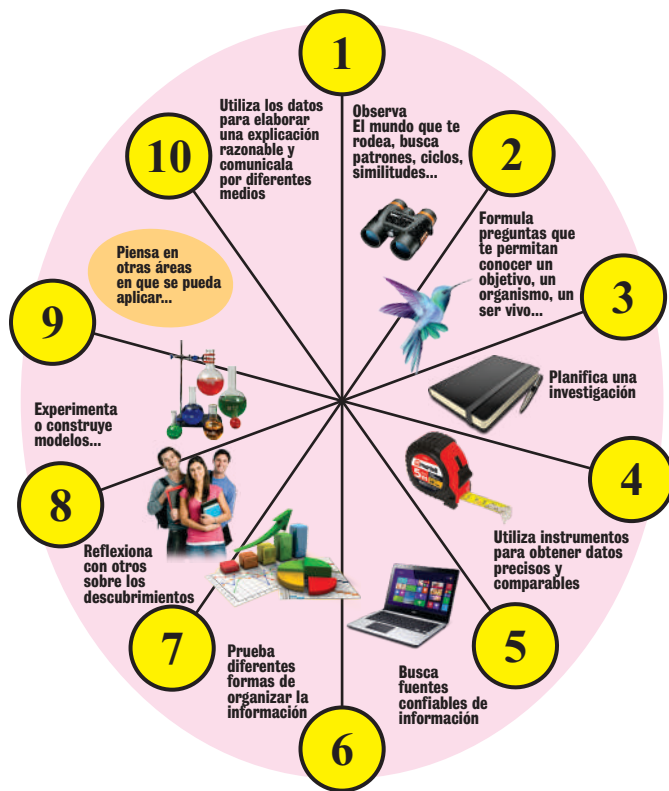 1
Observa
El mundo que te
rodea, busca
patrones, ciclos,
similitudes...
2
Formula
preguntas que
te permitan
conocer un
objetivo, un
organismo, un
ser vivo...
3
Planifica una
investigación
4
Utiliza instrumentos
para obtener datos
precisos y
comparables
5
Busca
fuentes
confiables de
información
6
Prueba
diferentes
formas de
organizar la
información
7
Reflexiona
con otros
sobre los
descubrimientos
8
Experimenta
o construye
modelos...
9
Piensa en
otras áreas
en que se pueda
aplicar...
10
Utiliza los datos
para elaborar
una explicación
razonable y
comunicala
por diferentes
medios